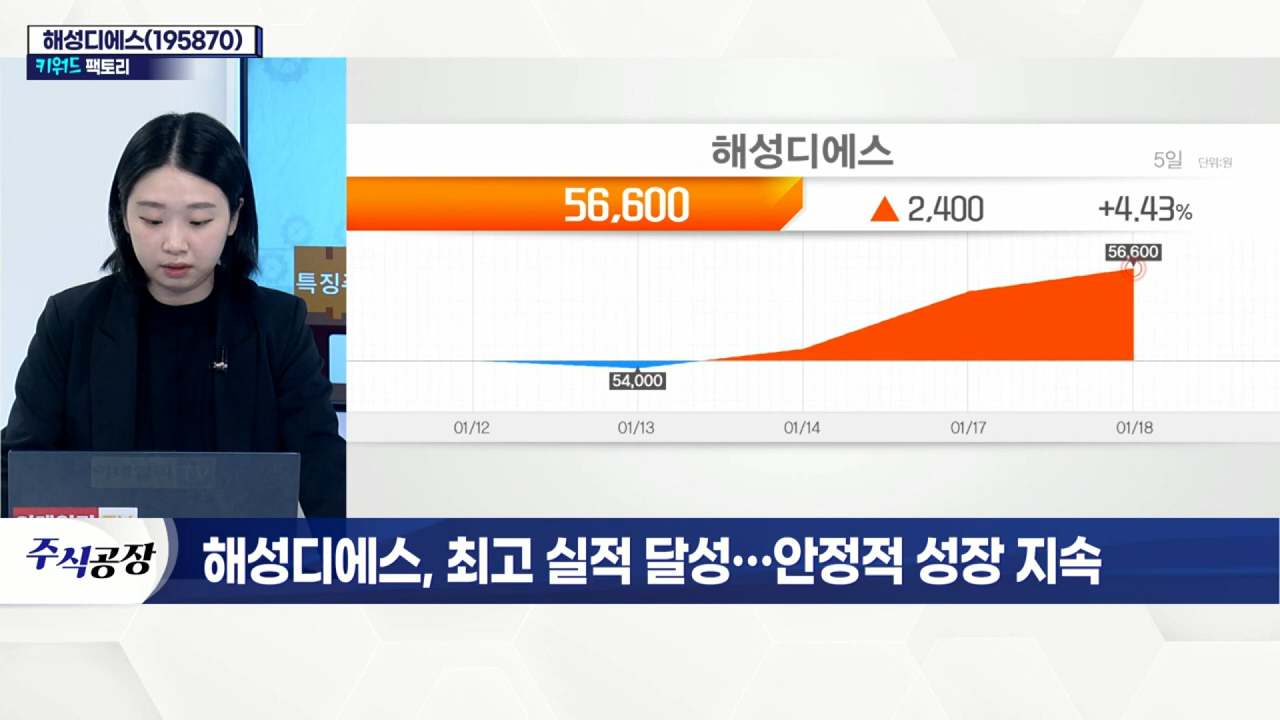 해성디에스(195870)
키워드 팩토리
특징주
해성디에스
5일 단위:원
56,600 ▲ 2,400 +4.43%
56,600
54,000
01/12 01/13 01/14 01/17 01/18
주식공장
해성디에스, 최고 실적 달성…안정적 성장 지속